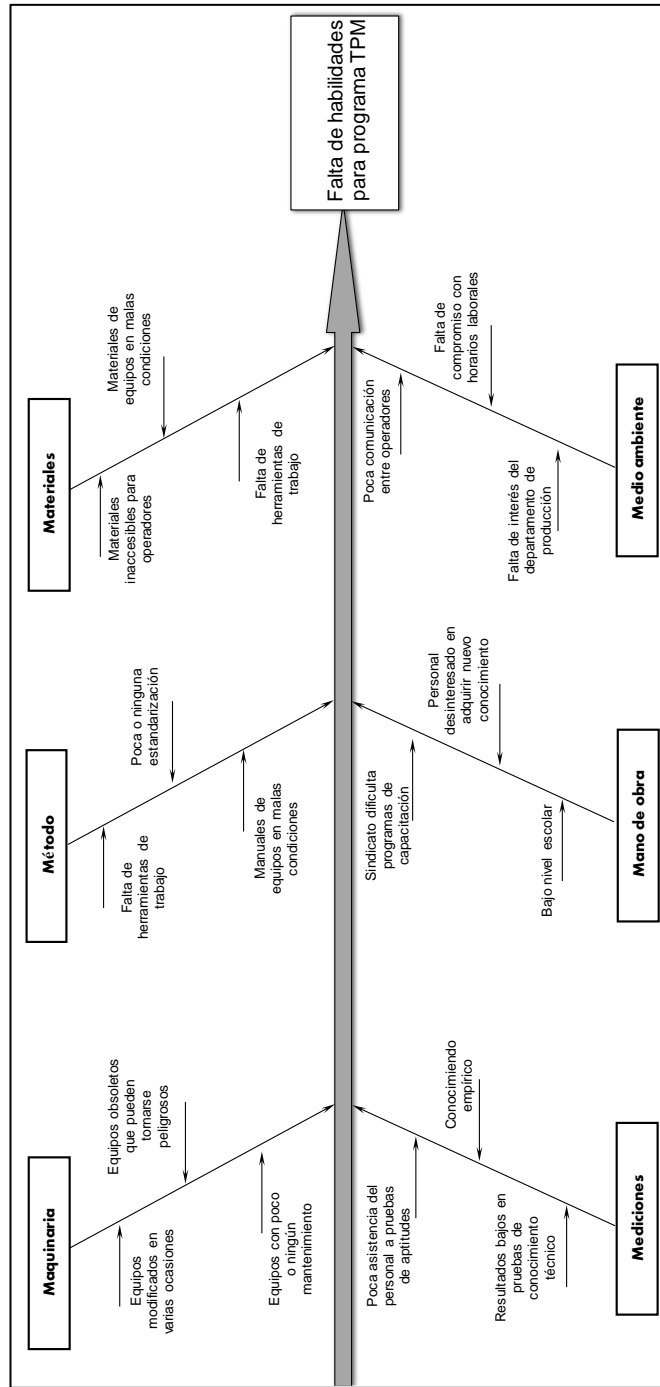 Maquinaria
Equipos
modificados en
varias ocasiones
Equipos obsoletos
que pueden
tornarse
peligrosos
Equipos con poco
o ningún
mantenimiento
Método
Falta de
herramientas de
trabajo
Poca o ninguna
estandarización
Manuales de
equipos en malas
condiciones
Materiales
Materiales
inaccesibles para
operadores
Materiales de
equipos en malas
condiciones
Falta de
herramientas de
trabajo
Falta de habilidades
para programa TPM
Poca asistencia del
personal a pruebas
de aptitudes
Conocimiendo
empírico
Resultados bajos en
pruebas de
conocimiento
técnico
Mediciones
Sindicato dificulta
programas de
capacitación
Personal
desinteresado en
adquirir nuevo
conocimiento
Bajo nivel escolar
Mano de obra
Poca comunicación
entre operadores
Falta de
compromiso con
horarios laborales
Falta de interés del
departamento de
producción
Medio ambiente